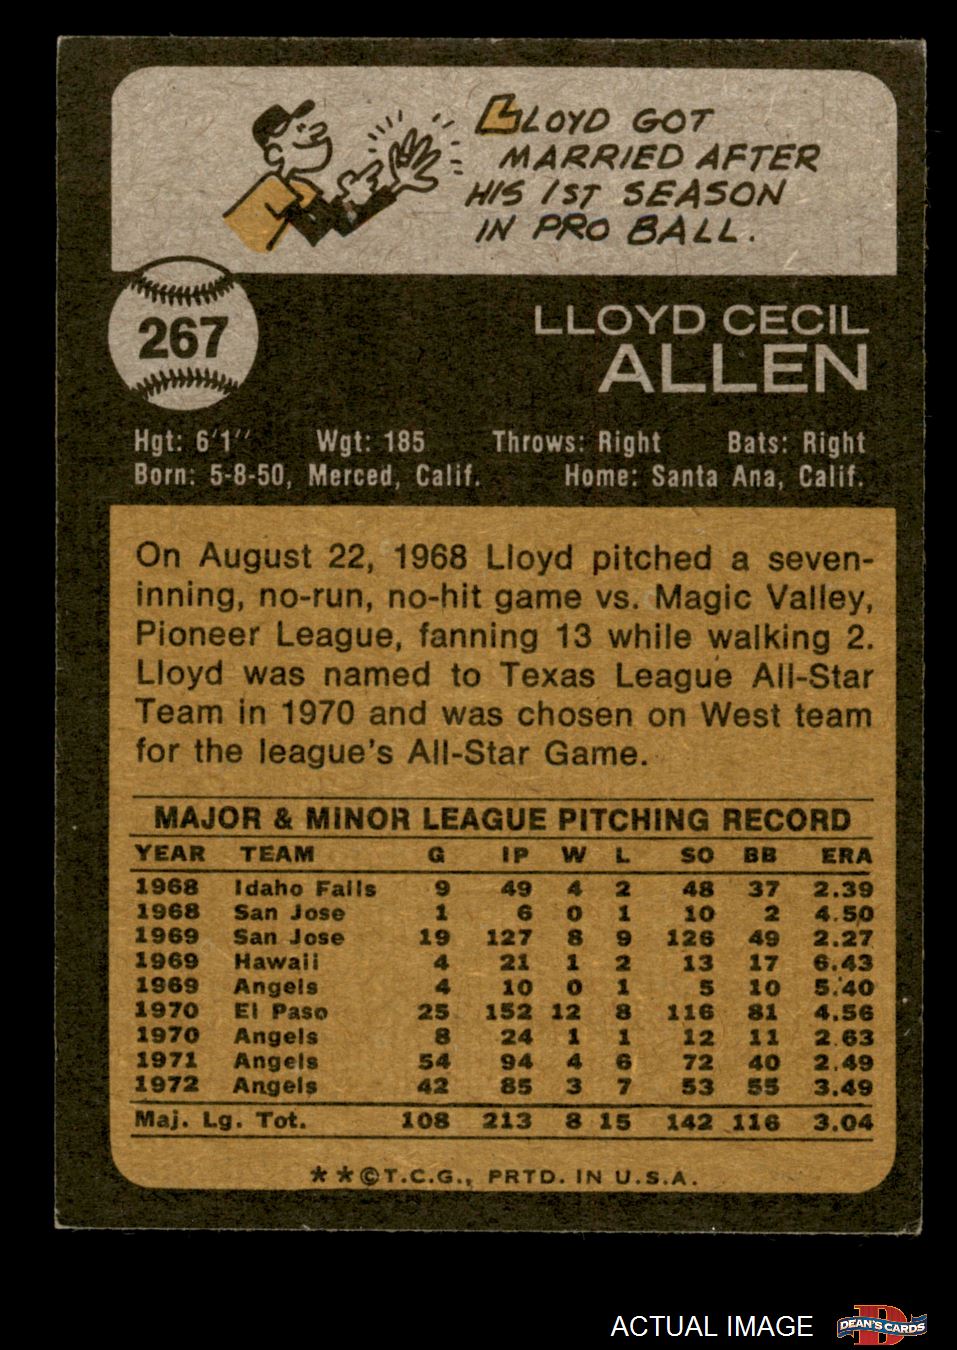 LLOYD GOT
MARRIED AFTER
HIS 1ST SEASON
IN PRO BALL.
267
LLOYD CECIL
ALLEN
Hgt: 6'1" Wgt: 185 Throws: Right Bats: Right
Born: 5-8-50, Merced, Calif. Home: Santa Ana, Calif.
On August 22, 1968 Lloyd pitched a seven-
inning, no-run, no-hit game vs. Magic Valley,
Pioneer League, fanning 13 while walking 2.
Lloyd was named to Texas League All-Star
Team in 1970 and was chosen on West team
for the league's All-Star Game.
MAJOR & MINOR LEAGUE PITCHING RECORD
YEAR TEAM G IP W L SO BB ERA
1968 Idaho Falls 9 49 4 2 48 37 2.39
1968 San Jose 1 6 0 1 10 2 4.50
1969 San Jose 19 127 8 9 126 49 2.27
1969 Hawaii 4 21 1 2 13 17 6.43
1969 Angels 4 10 0 1 5 10 5.40
1970 El Paso 25 152 12 8 116 81 4.56
1970 Angels 8 24 1 1 12 11 2.63
1971 Angels 54 94 4 6 72 40 2.49
1972 Angels 42 85 3 7 53 55 3.49
Maj. Lg. Tot. 108 213 8 15 142 116 3.04
**©T.C.G., PRTD. IN U.S.A.
ACTUAL IMAGE
D
DEAN'S CARDS